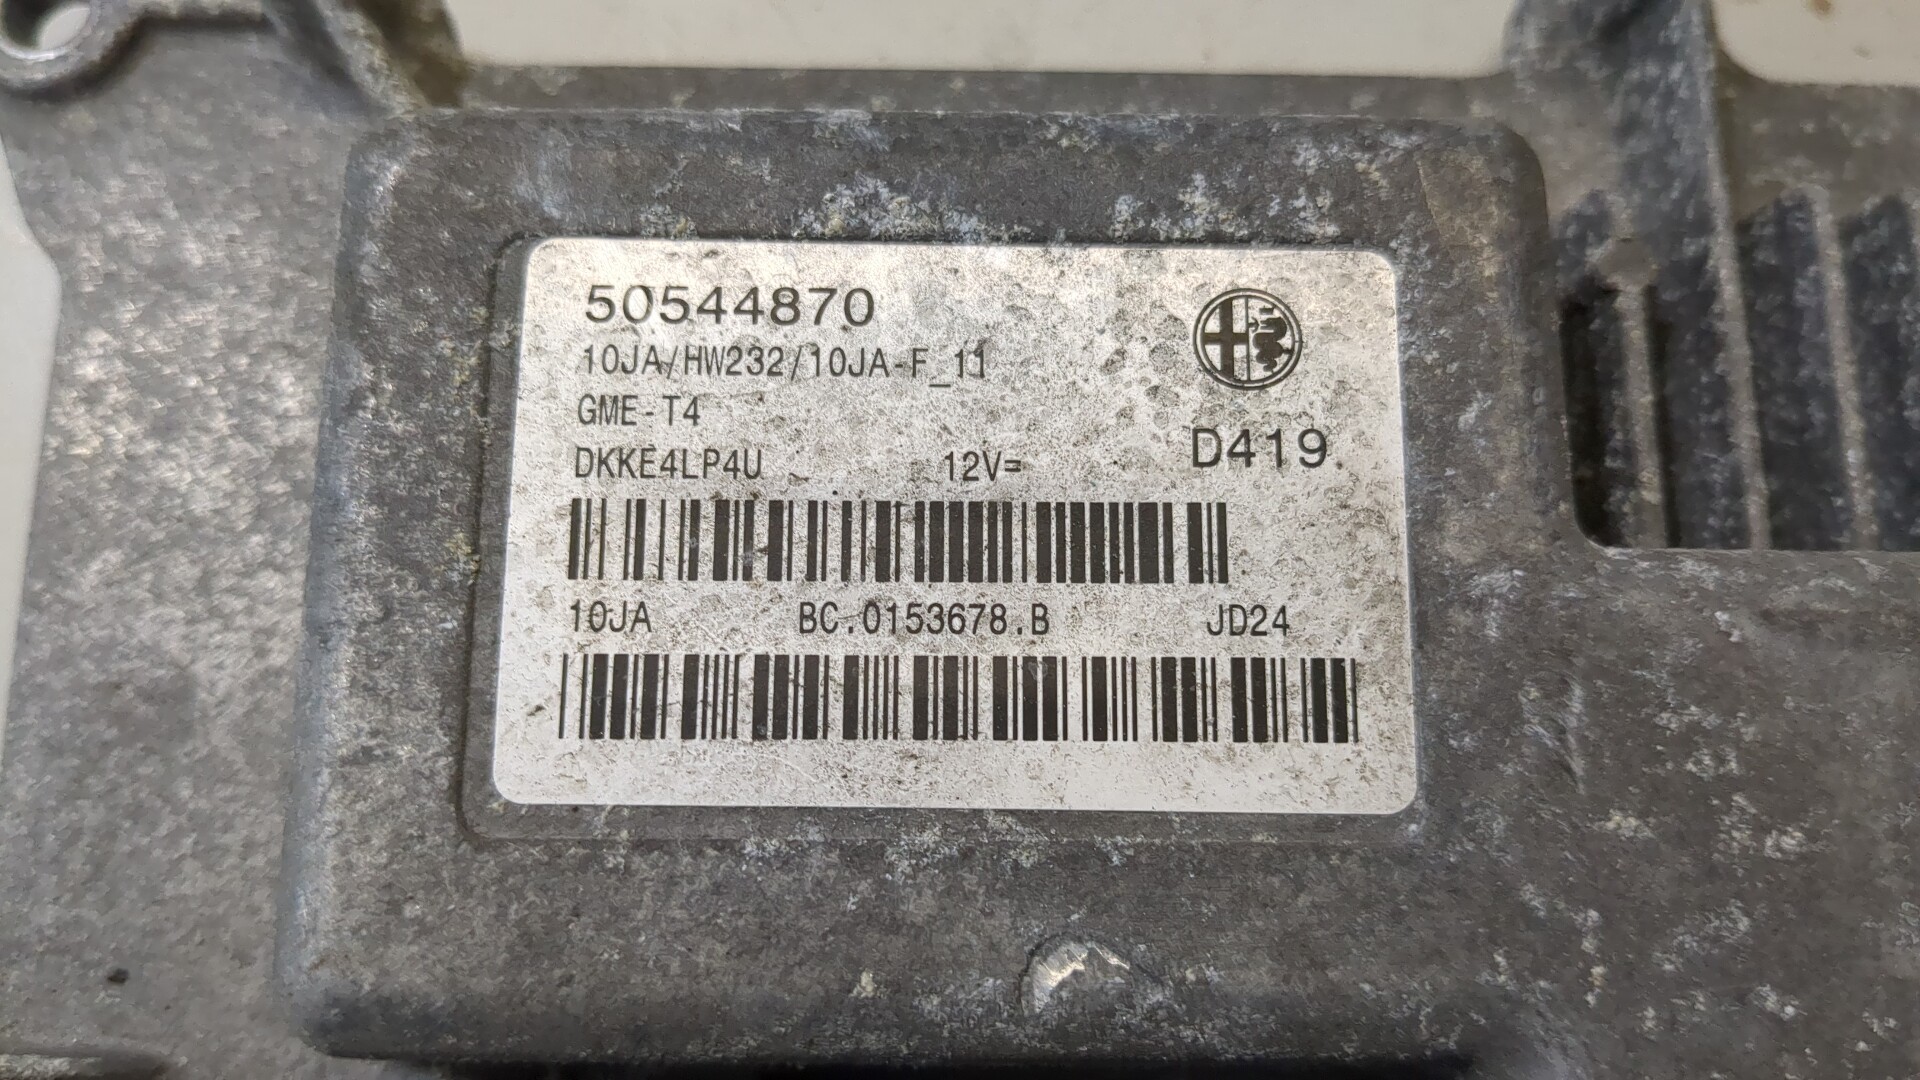 50544870
10JA/HW232/10JA-F_11
GME-T4
DKKE4LP4U 12V= D419
10JA BC.0153678.B JD24